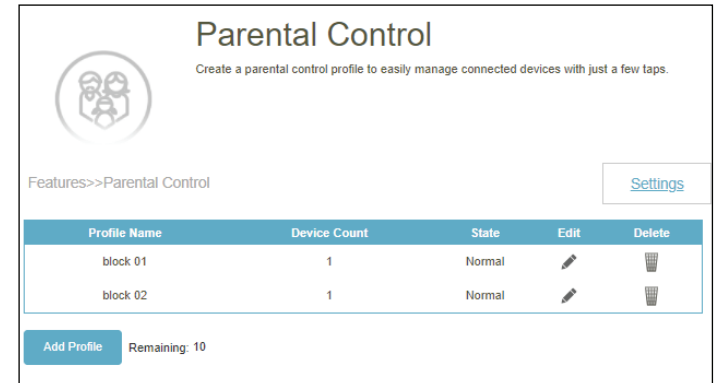 Parental Control
Create a parental control profile to easily manage connected devices with just a few taps.
Features>>Parental Control
Settings
Profile Name Device Count State Edit Delete
block 01 1 Normal
block 02 1 Normal
Add Profile Remaining: 10